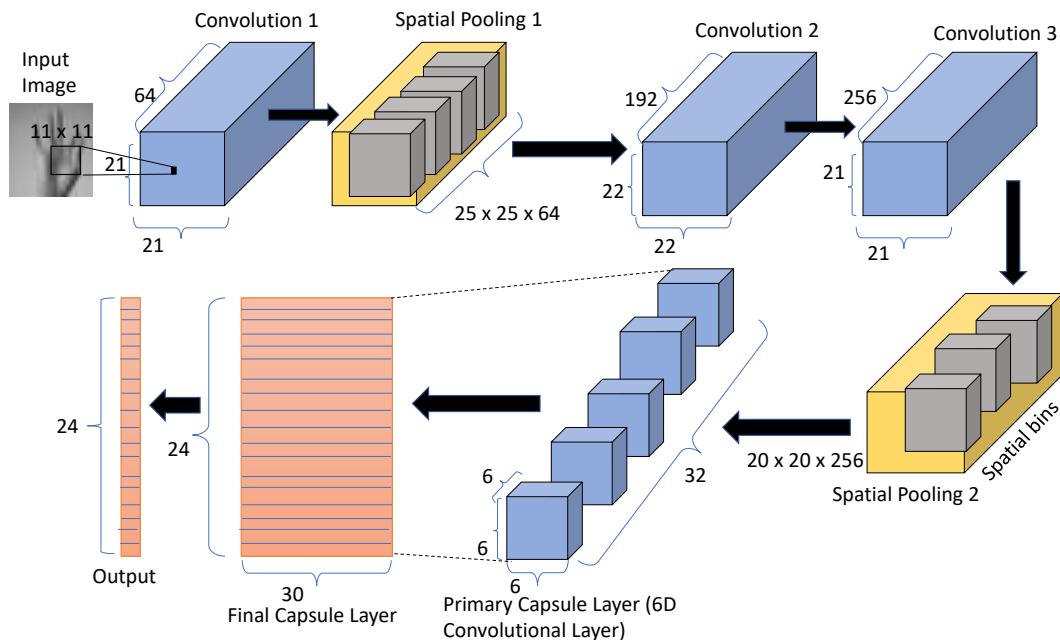 Input
Image
11 x 11
Convolution 1
64
21
21
Spatial Pooling 1
25 x 25 x 64
Convolution 2
192
22
22
Convolution 3
256
21
21
Spatial bins
Spatial Pooling 2
20 x 20 x 256
32
6
6
6
Primary Capsule Layer (6D
Convolutional Layer)
24
30
Final Capsule Layer
24
Output